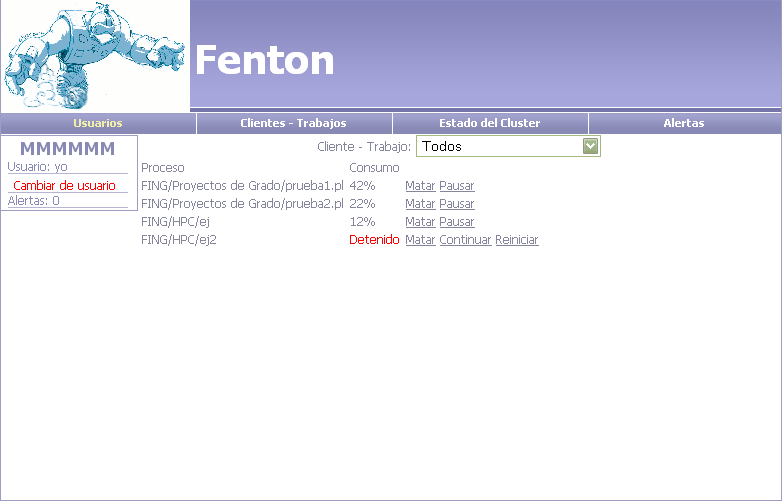 Fenton
Usuarios Clientes - Trabajos Estado del Cluster Alertas
MMMMMM
Usuario: yo
Cambiar de usuario
Alertas: 0
Cliente - Trabajo: Todos
Proceso Consumo
FING/Proyectos de Grado/prueba1.pl 42% Matar Pausar
FING/Proyectos de Grado/prueba2.pl 22% Matar Pausar
FING/HPC/ej 12% Matar Pausar
FING/HPC/ej2 Detenido Matar Continuar Reiniciar